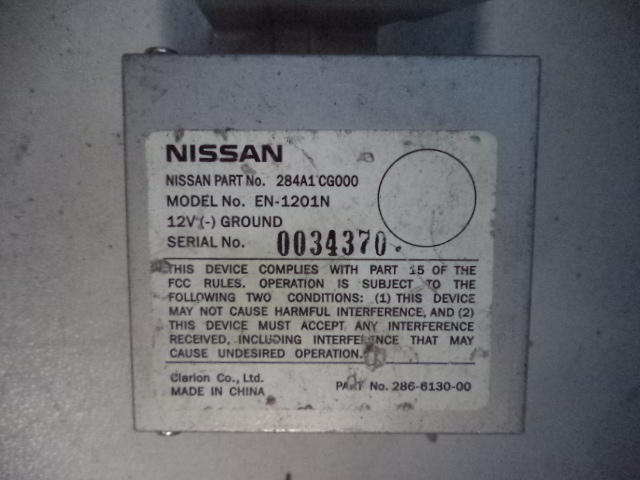 NISSAN
NISSAN PART NO. 284A1 CG000
MODEL NO. EN-1201N
12V (-) GROUND
SERIAL NO. 0034370
THIS DEVICE COMPLIES WITH PART 15 OF THE
FCC RULES. OPERATION IS SUBJECT TO THE
FOLLOWING TWO CONDITIONS: (1) THIS DEVICE
MAY NOT CAUSE HARMFUL INTERFERENCE, AND (2)
THIS DEVICE MUST ACCEPT ANY INTERFERENCE
RECEIVED, INCLUDING INTERFERENCE THAT MAY
CAUSE UNDESIRED OPERATION.
Clarion Co., Ltd.
MADE IN CHINA
PART NO. 286-6130-00